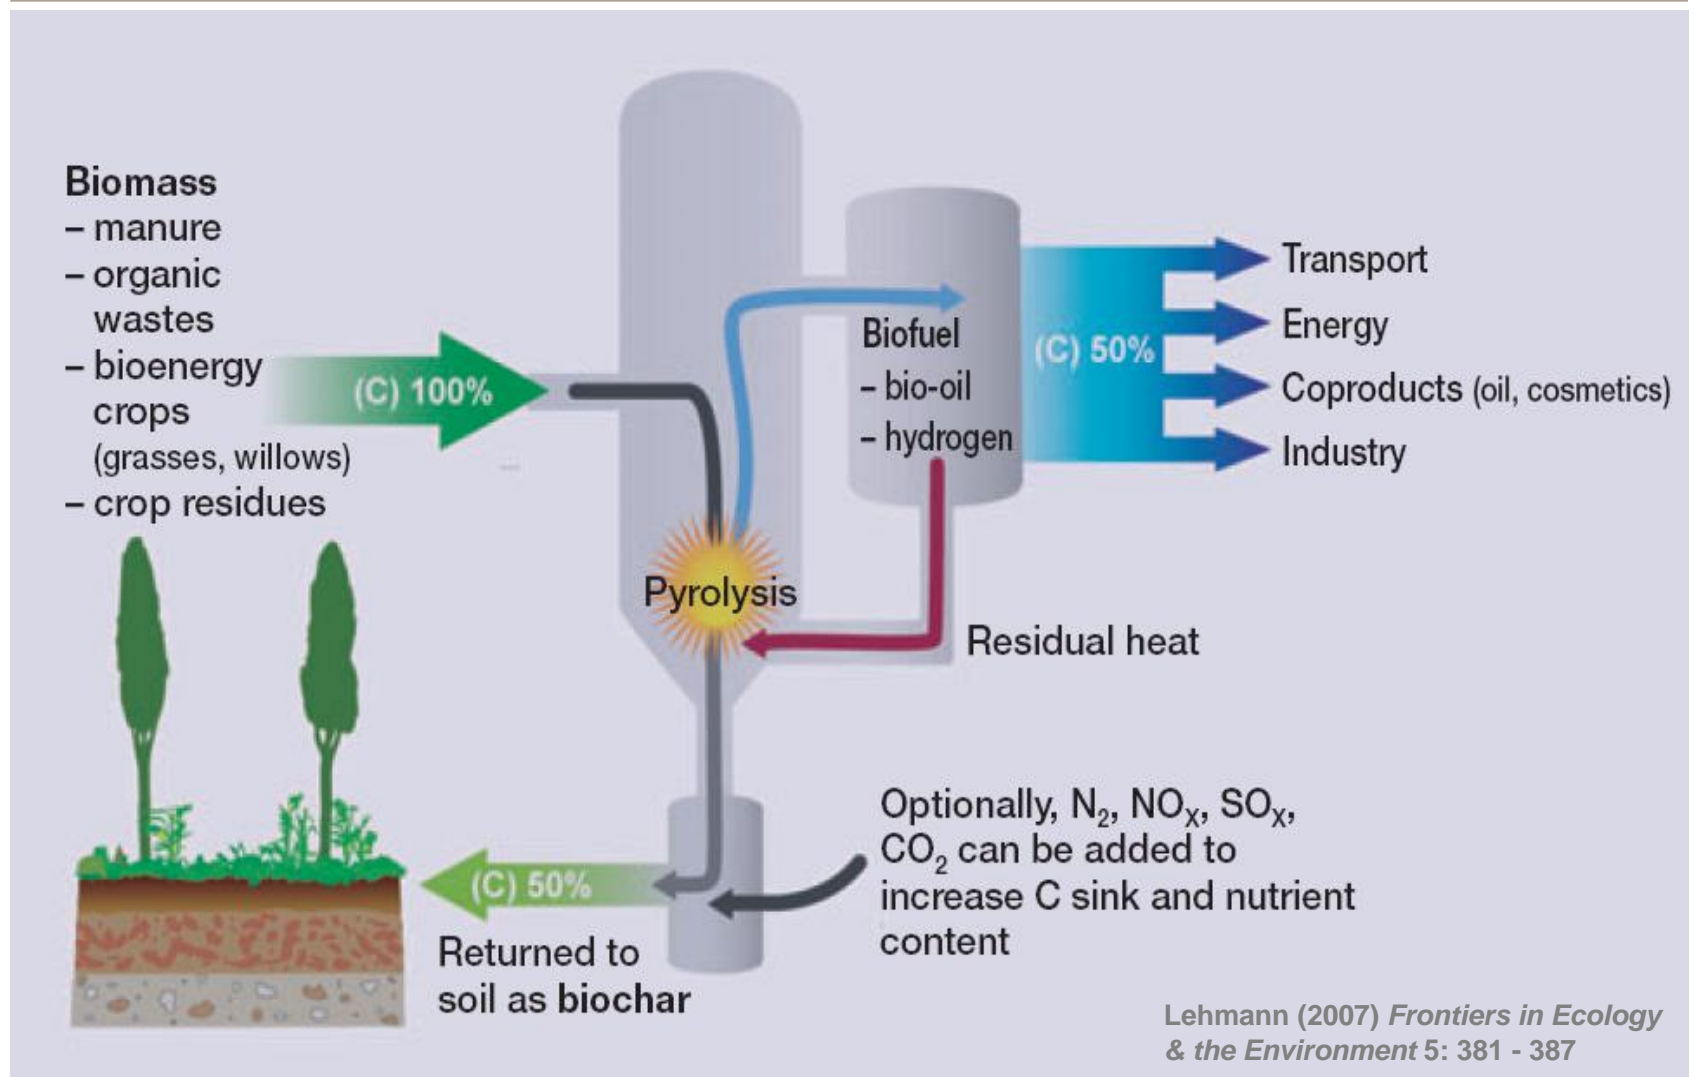 Biomass
– manure
– organic
wastes
– bioenergy
crops
(grasses, willows)
– crop residues
(C) 100%
Biofuel
– bio-oil
– hydrogen
(C) 50%
Transport
Energy
Coproducts (oil, cosmetics)
Industry
Pyrolysis
Residual heat
Optionally, N₂, NOₓ, SOₓ,
CO₂ can be added to
increase C sink and nutrient
content
(C) 50%
Returned to
soil as biochar
Lehmann (2007) Frontiers in Ecology
& the Environment 5: 381 - 387